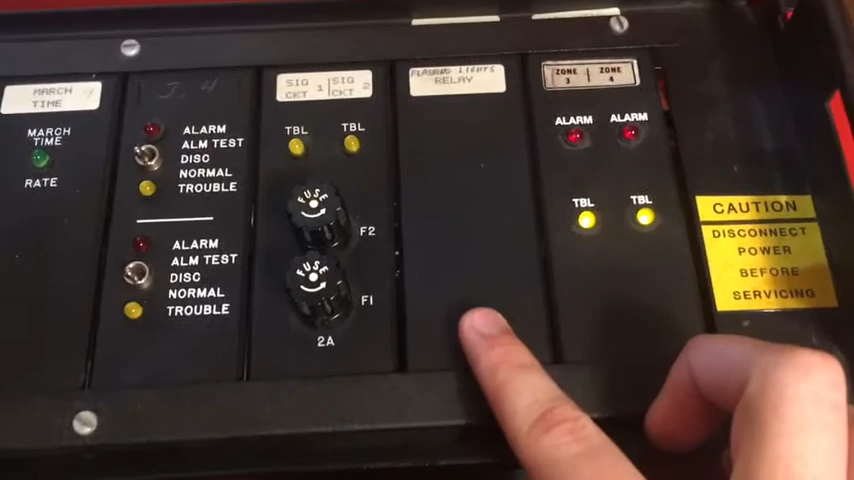 MARCH
TIME
MARCH
TIME
RATE
3, 4
ALARM
ALM TEST
DISC
NORMAL
TROUBLE
ALARM
ALM TEST
DISC
NORMAL
TROUBLE
SIG SIG
CKT 1 CKT 2
TBL TBL
FUSE
F2
FUSE
F1
2A
FLASHING LIGHTS
RELAY
ZONE ZONE
3 4
ALARM ALARM
TBL TBL
CAUTION
DISCONNECT
POWER
BEFORE
SERVICING